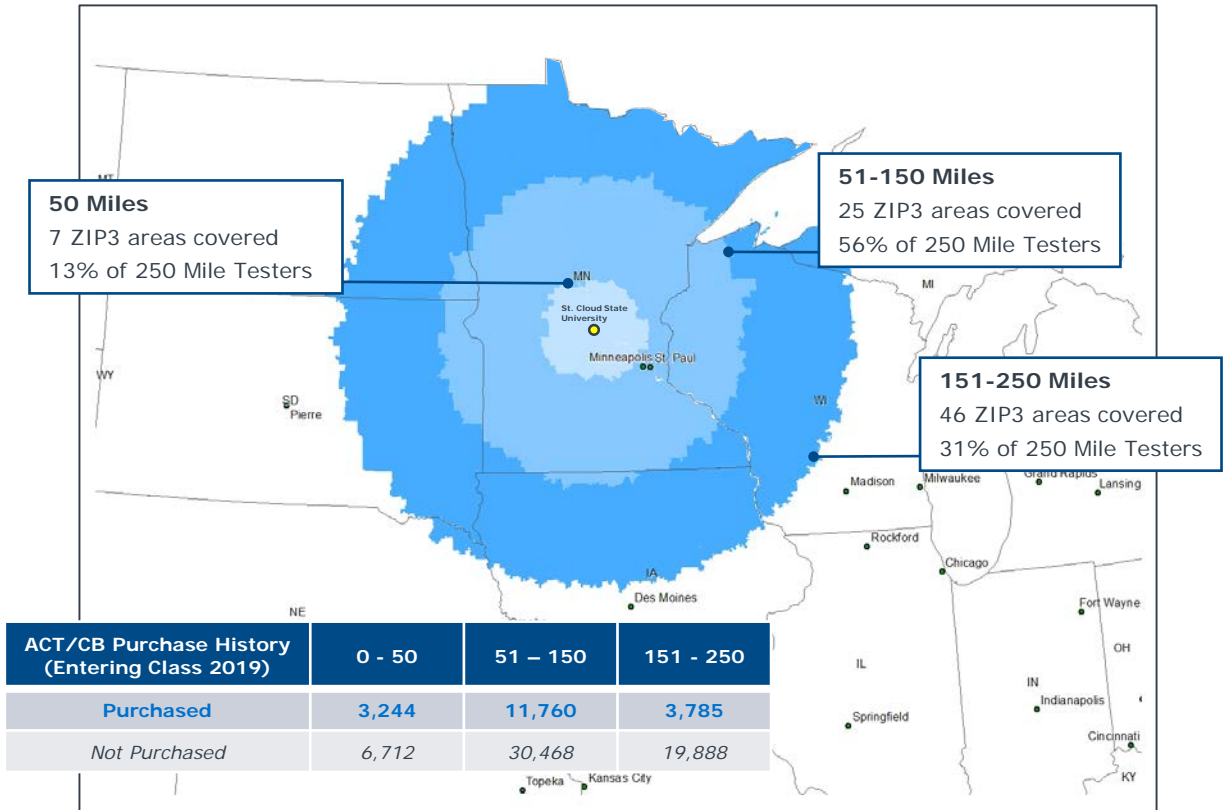 MT
50 Miles
7 ZIP3 areas covered
13% of 250 Mile Testers
51-150 Miles
25 ZIP3 areas covered
56% of 250 Mile Testers
MN
St. Cloud State
University
Minneapolis St. Paul
MI
WY
SD
Pierre
WI
151-250 Miles
46 ZIP3 areas covered
31% of 250 Mile Testers
Madison
Milwaukee
Grand Rapids
Lansing
Rockford
Chicago
IA
Des Moines
Fort Wayne
NE
OH
IL
IN
Indianapolis
Springfield
Cincinnati
KY
Topeka
Kansas City
ACT/CB Purchase History
(Entering Class 2019)
0 - 50
51 – 150
151 - 250
Purchased
3,244
11,760
3,785
Not Purchased
6,712
30,468
19,888